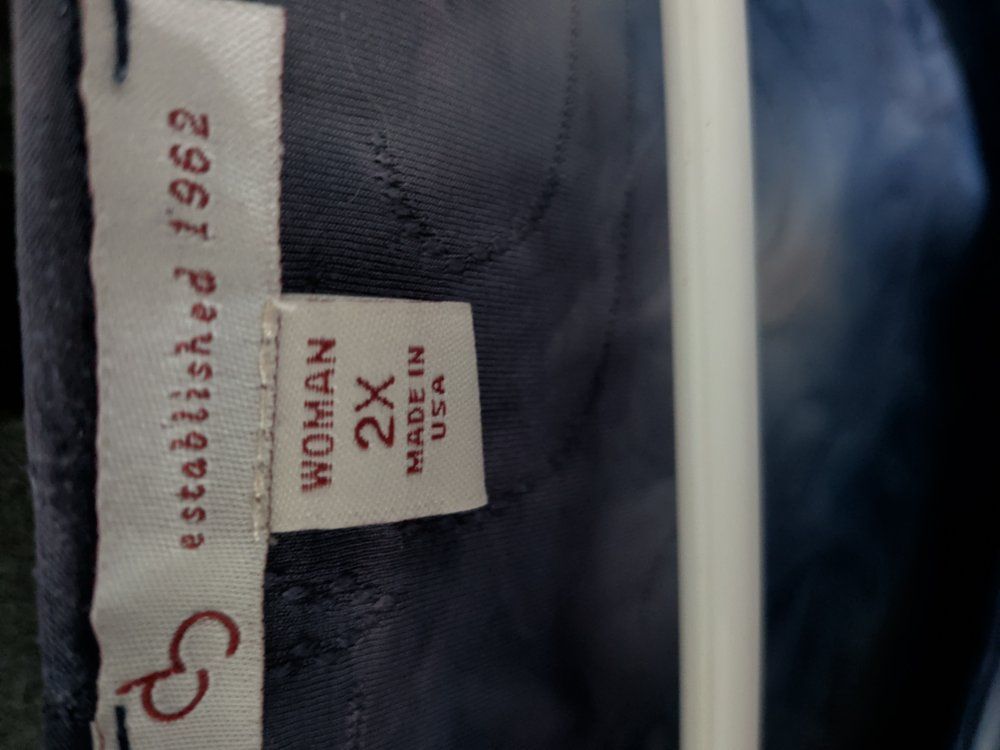 established 1962
WOMAN
2X
MADE IN
USA